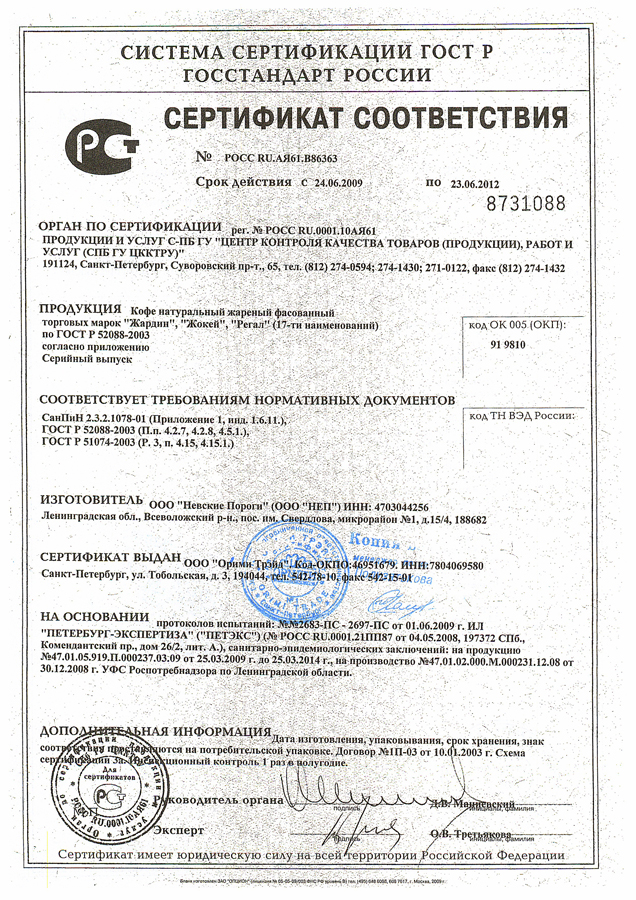 СИСТЕМА СЕРТИФИКАЦИИ ГОСТ Р
ГОССТАНДАРТ РОССИИ
СЕРТИФИКАТ СООТВЕТСТВИЯ
№ РОСС RU.АЯ61.В86363
Срок действия с 24.06.2009 по 23.06.2012
8731088
ОРГАН ПО СЕРТИФИКАЦИИ рег. № РОСС RU.0001.10АЯ61
ПРОДУКЦИИ И УСЛУГ С-ПБ ГУ "ЦЕНТР КОНТРОЛЯ КАЧЕСТВА ТОВАРОВ (ПРОДУКЦИИ), РАБОТ И
УСЛУГ (СПБ ГУ ЦККТРУ)"
191124, Санкт-Петербург, Суворовский пр-т., 65, тел. (812) 274-0594; 274-1430; 271-0122, факс (812) 274-1432
ПРОДУКЦИЯ Кофе натуральный жареный фасованный
торговых марок "Жардин", "Жокей", "Регал" (17-ти наименований)
по ГОСТ Р 52088-2003
согласно приложению
Серийный выпуск
код ОК 005 (ОКП):
91 9810
СООТВЕТСТВУЕТ ТРЕБОВАНИЯМ НОРМАТИВНЫХ ДОКУМЕНТОВ
СанПиН 2.3.2.1078-01 (Приложение 1, инд. 1.6.11.),
ГОСТ Р 52088-2003 (П.п. 4.2.7, 4.2.8, 4.5.1.),
ГОСТ Р 51074-2003 (Р. 3, п. 4.15, 4.15.1.)
код ТН ВЭД России:
ИЗГОТОВИТЕЛЬ ООО "Невские Пороги" (ООО "НЕП") ИНН: 4703044256
Ленинградская обл., Всеволожский р-н., пос. им. Свердлова, микрорайон №1, д.15/4, 188682
СЕРТИФИКАТ ВЫДАН ООО "Орими Трэйд". Код-ОКПО:46951679. ИНН:7804069580
Санкт-Петербург, ул. Тобольская, д. 3, 194044, тел. 542-78-10, факс 542-15-01
Копия
НА ОСНОВАНИИ протоколов испытаний: №№2683-ПС - 2697-ПС от 01.06.2009 г. ИЛ
"ПЕТЕРБУРГ-ЭКСПЕРТИЗА" ("ПЕТЭКС") (№ РОСС RU.0001.21ПП87 от 04.05.2008, 197372 СПб.,
Комендантский пр., дом 26/2, лит. А.), санитарно-эпидемиологических заключений: на продукцию
№47.01.05.919.П.000237.03.09 от 25.03.2009 г. до 25.03.2014 г., на производство №47.01.02.000.М.000231.12.08 от
30.12.2008 г. УФС Роспотребнадзора по Ленинградской области.
ДОПОЛНИТЕЛЬНАЯ ИНФОРМАЦИЯ Дата изготовления, упаковывания, срок хранения, знак
соответствия проставляются на потребительской упаковке. Договор №1П-03 от 10.01.2003 г. Схема
сертификации 3а. Инспекционный контроль 1 раз в полугодие.
Для
сертификатов
Руководитель органа Д.В. Маниевский
подпись инициалы, фамилия
Эксперт О.В. Третьякова
подпись инициалы, фамилия
Сертификат имеет юридическую силу на всей территории Российской Федерации